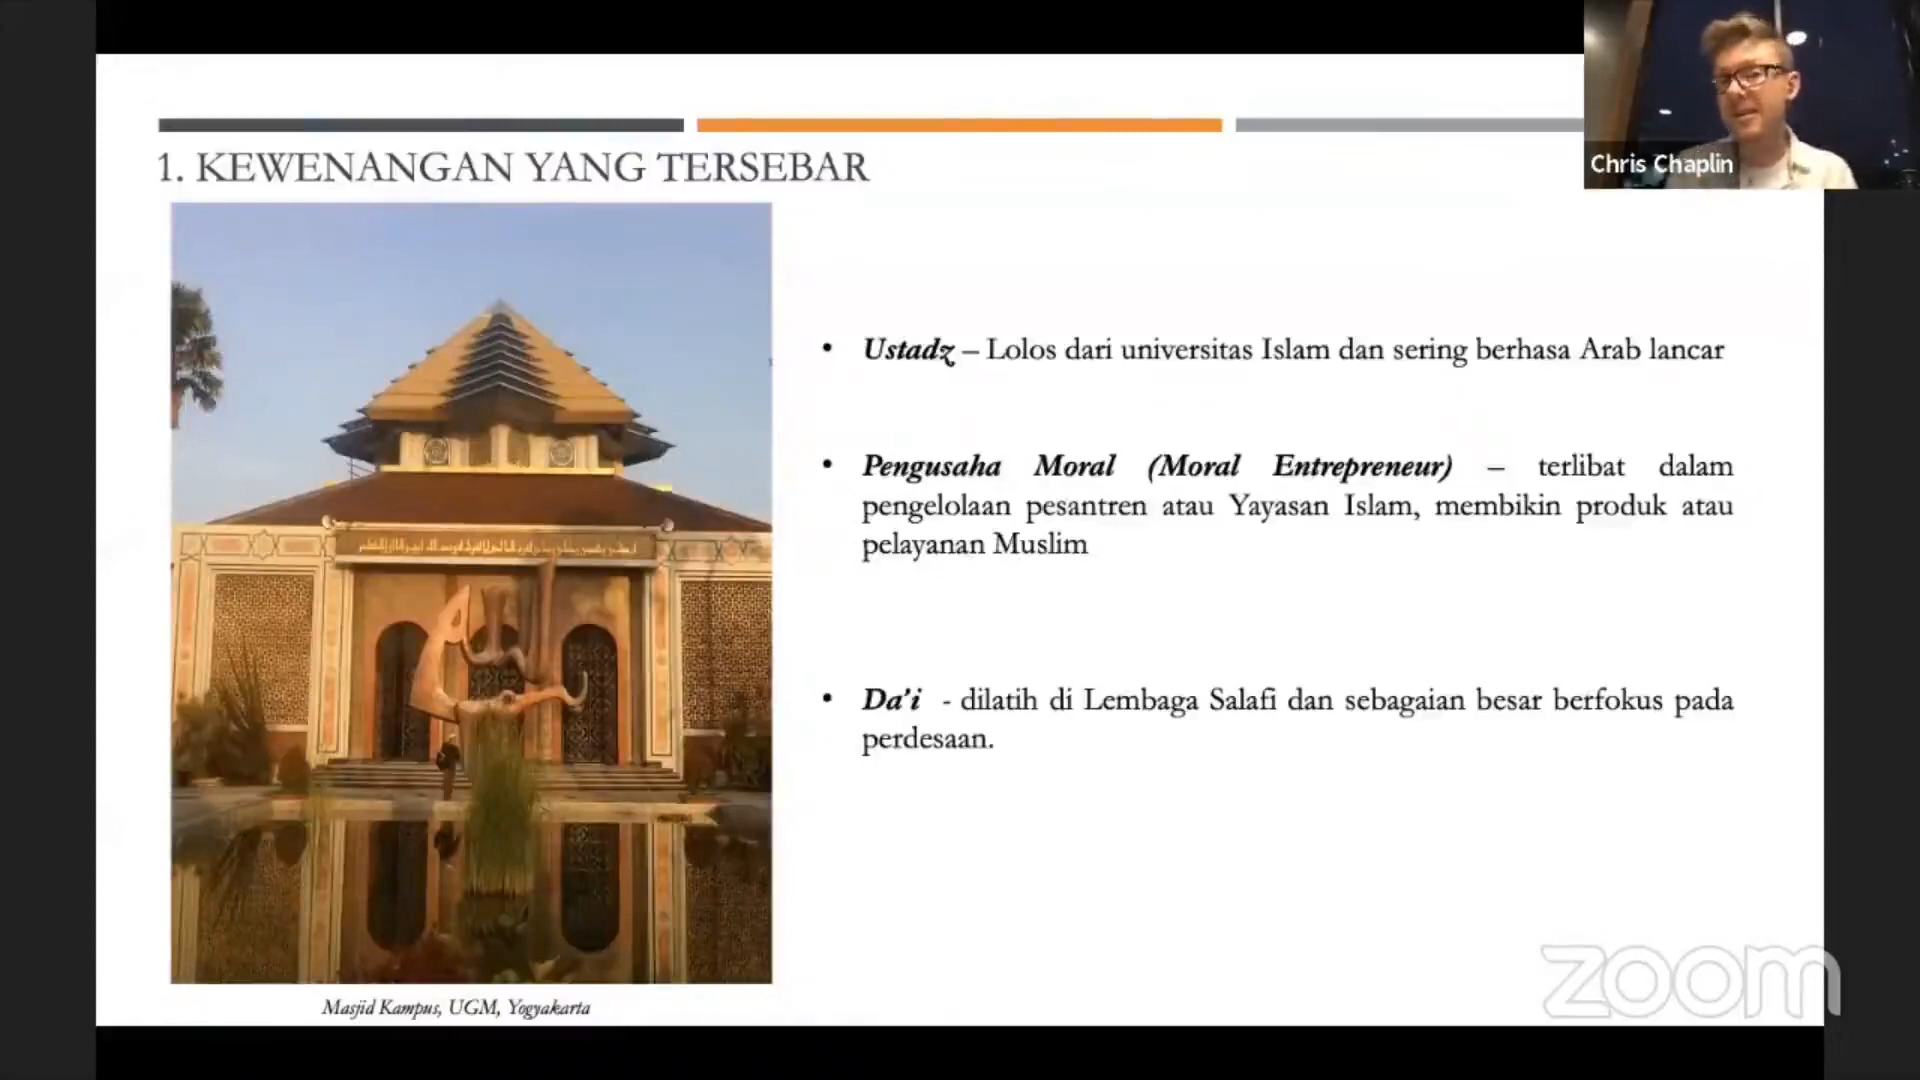 Chris Chaplin
1. KEWENANGAN YANG TERSEBAR
• Ustadz – Lolos dari universitas Islam dan sering berhasa Arab lancar
• Pengusaha Moral (Moral Entrepreneur) – terlibat dalam
pengelolaan pesantren atau Yayasan Islam, membikin produk atau
pelayanan Muslim
• Da'i - dilatih di Lembaga Salafi dan sebagaian besar berfokus pada
perdesaan.
Masjid Kampus, UGM, Yogyakarta
zoom